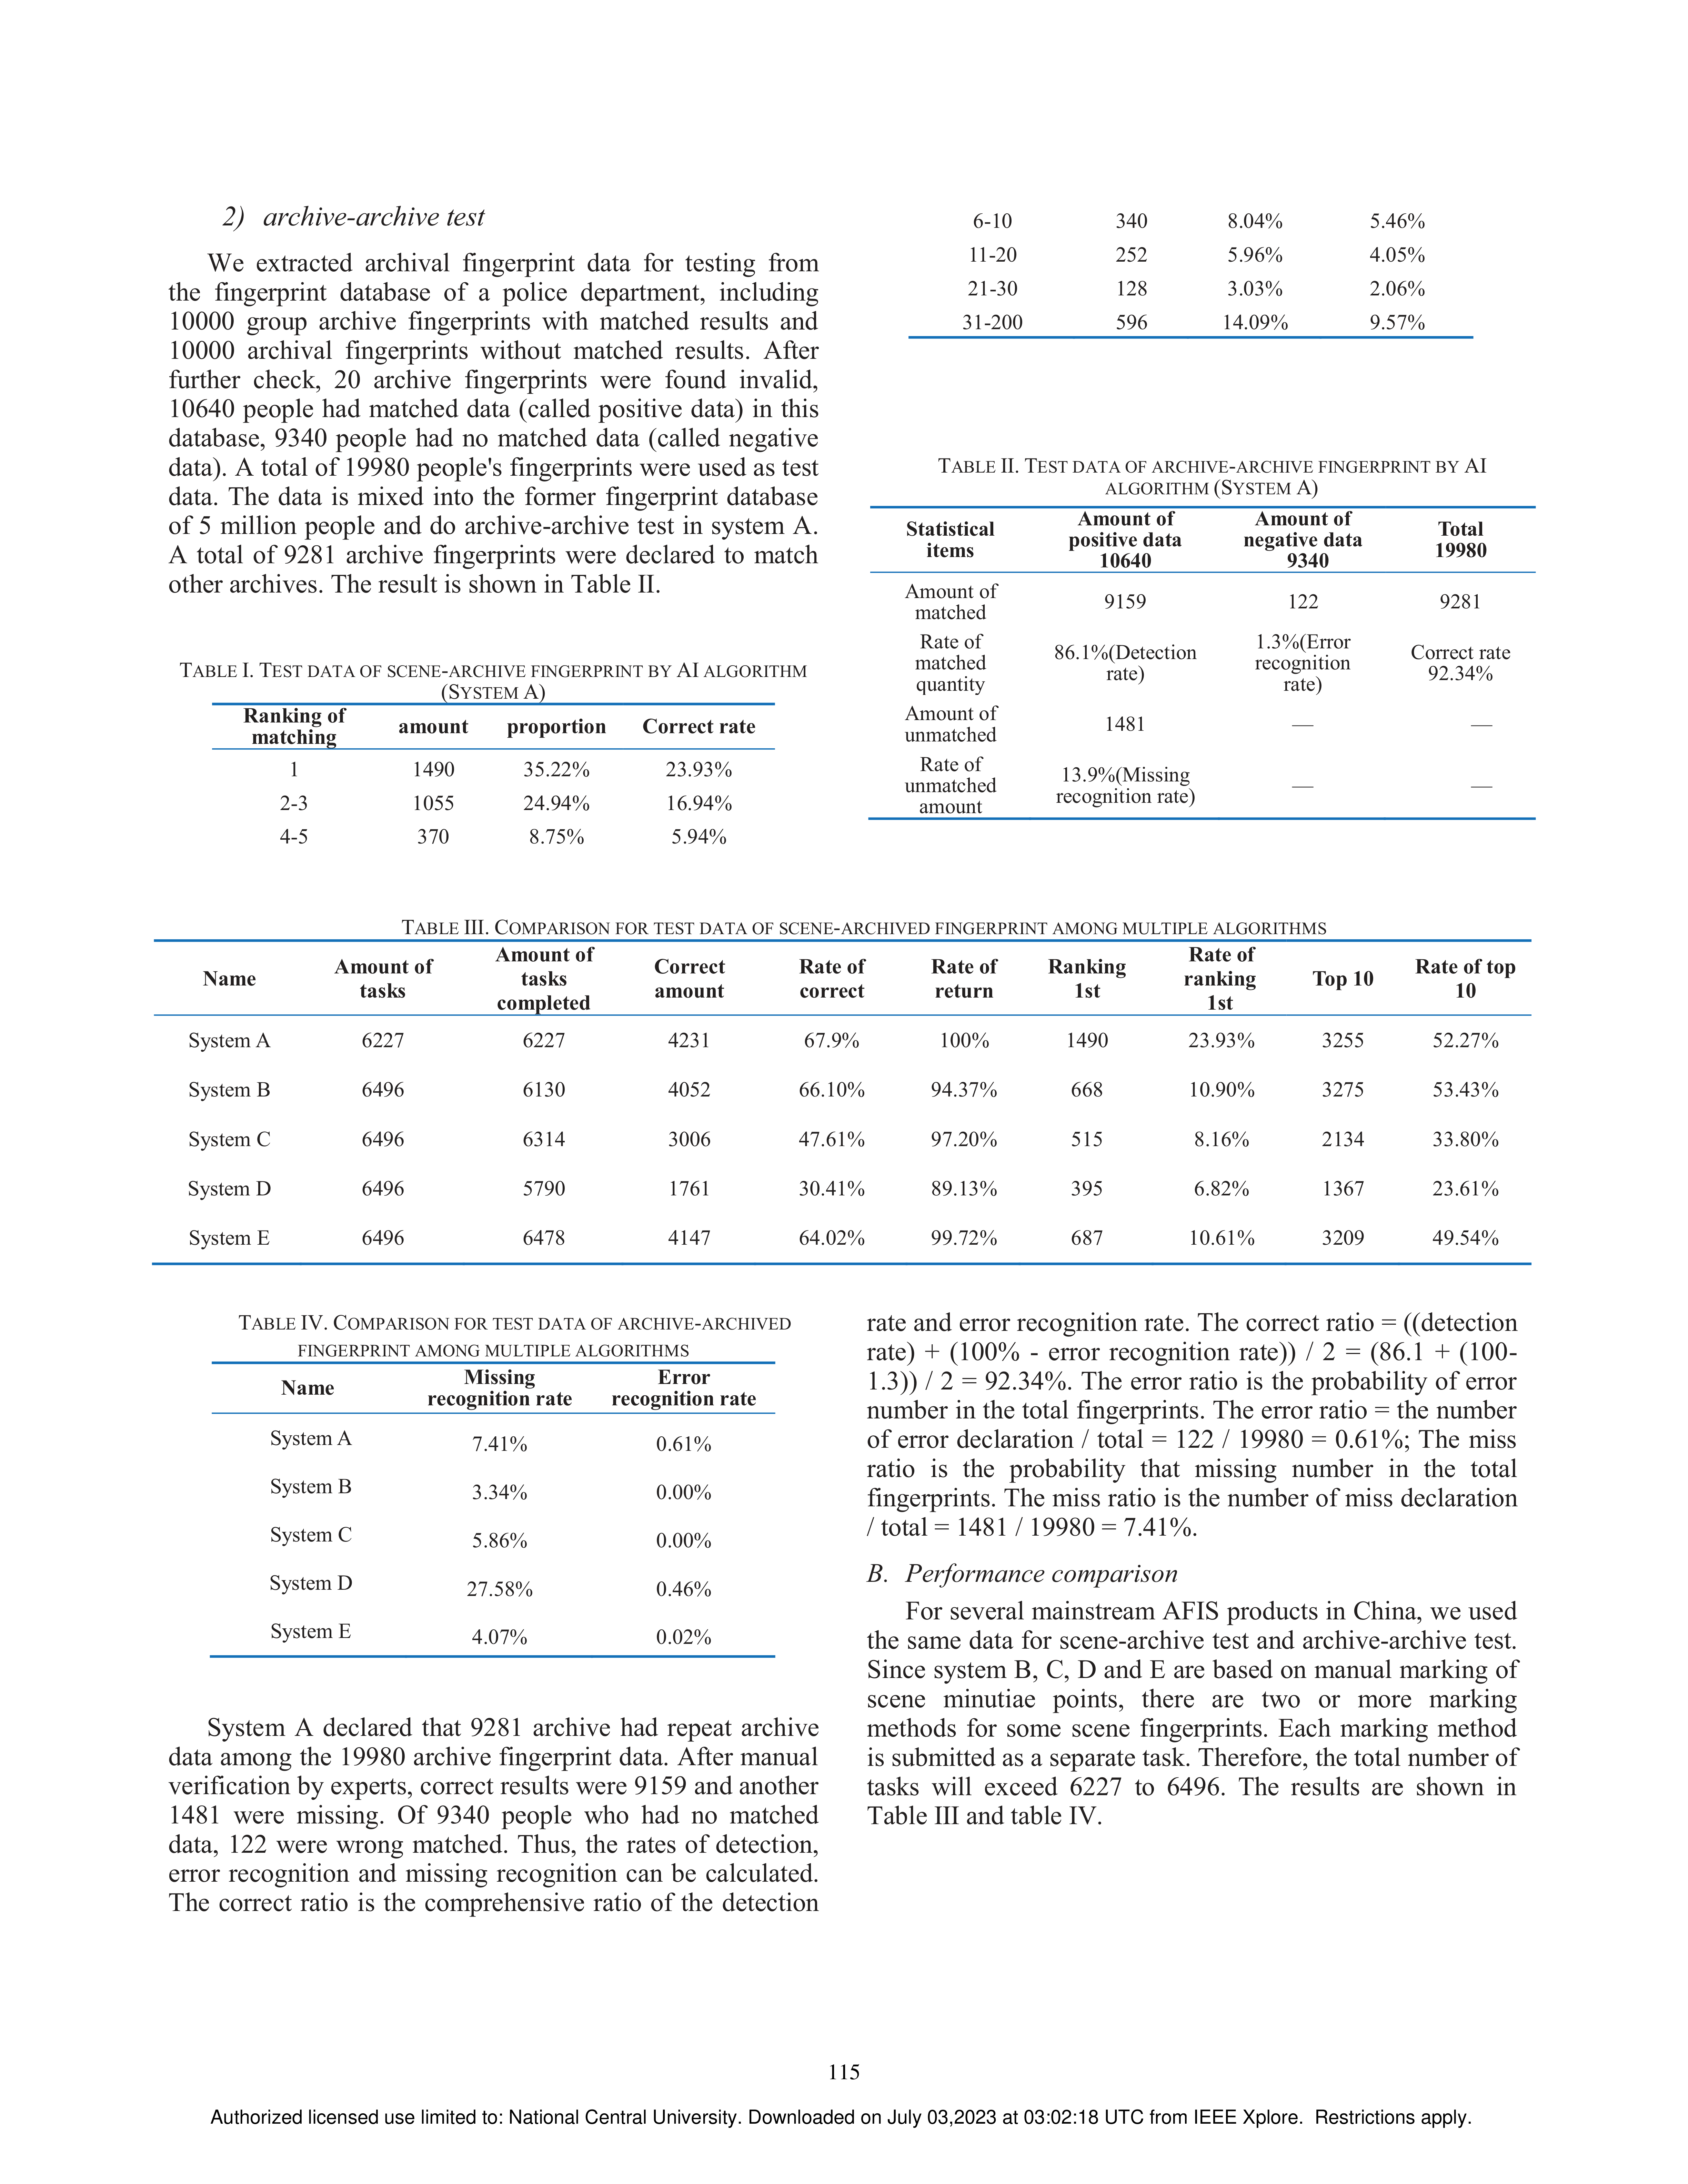 2) archive-archive test
We extracted archival fingerprint data for testing from
the fingerprint database of a police department, including
10000 group archive fingerprints with matched results and
10000 archival fingerprints without matched results. After
further check, 20 archive fingerprints were found invalid,
10640 people had matched data (called positive data) in this
database, 9340 people had no matched data (called negative
data). A total of 19980 people's fingerprints were used as test
data. The data is mixed into the former fingerprint database
of 5 million people and do archive-archive test in system A.
A total of 9281 archive fingerprints were declared to match
other archives. The result is shown in Table II.
TABLE I. TEST DATA OF SCENE-ARCHIVE FINGERPRINT BY AI ALGORITHM
(SYSTEM A)
Ranking of matching amount proportion Correct rate
1 1490 35.22% 23.93%
2-3 1055 24.94% 16.94%
4-5 370 8.75% 5.94%
6-10 340 8.04% 5.46%
11-20 252 5.96% 4.05%
21-30 128 3.03% 2.06%
31-200 596 14.09% 9.57%
TABLE II. TEST DATA OF ARCHIVE-ARCHIVE FINGERPRINT BY AI
ALGORITHM (SYSTEM A)
Statistical items Amount of positive data 10640 Amount of negative data 9340 Total 19980
Amount of matched 9159 122 9281
Rate of matched quantity 86.1%(Detection rate) 1.3%(Error recognition rate) Correct rate 92.34%
Amount of unmatched 1481 — —
Rate of unmatched amount 13.9%(Missing recognition rate) — —
TABLE III. COMPARISON FOR TEST DATA OF SCENE-ARCHIVED FINGERPRINT AMONG MULTIPLE ALGORITHMS
Name Amount of tasks Amount of tasks completed Correct amount Rate of correct Rate of return Ranking 1st Rate of ranking 1st Top 10 Rate of top 10
System A 6227 6227 4231 67.9% 100% 1490 23.93% 3255 52.27%
System B 6496 6130 4052 66.10% 94.37% 668 10.90% 3275 53.43%
System C 6496 6314 3006 47.61% 97.20% 515 8.16% 2134 33.80%
System D 6496 5790 1761 30.41% 89.13% 395 6.82% 1367 23.61%
System E 6496 6478 4147 64.02% 99.72% 687 10.61% 3209 49.54%
TABLE IV. COMPARISON FOR TEST DATA OF ARCHIVE-ARCHIVED
FINGERPRINT AMONG MULTIPLE ALGORITHMS
Name Missing recognition rate Error recognition rate
System A 7.41% 0.61%
System B 3.34% 0.00%
System C 5.86% 0.00%
System D 27.58% 0.46%
System E 4.07% 0.02%
System A declared that 9281 archive had repeat archive
data among the 19980 archive fingerprint data. After manual
verification by experts, correct results were 9159 and another
1481 were missing. Of 9340 people who had no matched
data, 122 were wrong matched. Thus, the rates of detection,
error recognition and missing recognition can be calculated.
The correct ratio is the comprehensive ratio of the detection
rate and error recognition rate. The correct ratio = ((detection
rate) + (100% - error recognition rate)) / 2 = (86.1 + (100-
1.3)) / 2 = 92.34%. The error ratio is the probability of error
number in the total fingerprints. The error ratio = the number
of error declaration / total = 122 / 19980 = 0.61%; The miss
ratio is the probability that missing number in the total
fingerprints. The miss ratio is the number of miss declaration
/ total = 1481 / 19980 = 7.41%.
B. Performance comparison
For several mainstream AFIS products in China, we used
the same data for scene-archive test and archive-archive test.
Since system B, C, D and E are based on manual marking of
scene minutiae points, there are two or more marking
methods for some scene fingerprints. Each marking method
is submitted as a separate task. Therefore, the total number of
tasks will exceed 6227 to 6496. The results are shown in
Table III and table IV.
115
Authorized licensed use limited to: National Central University. Downloaded on July 03,2023 at 03:02:18 UTC from IEEE Xplore. Restrictions apply.